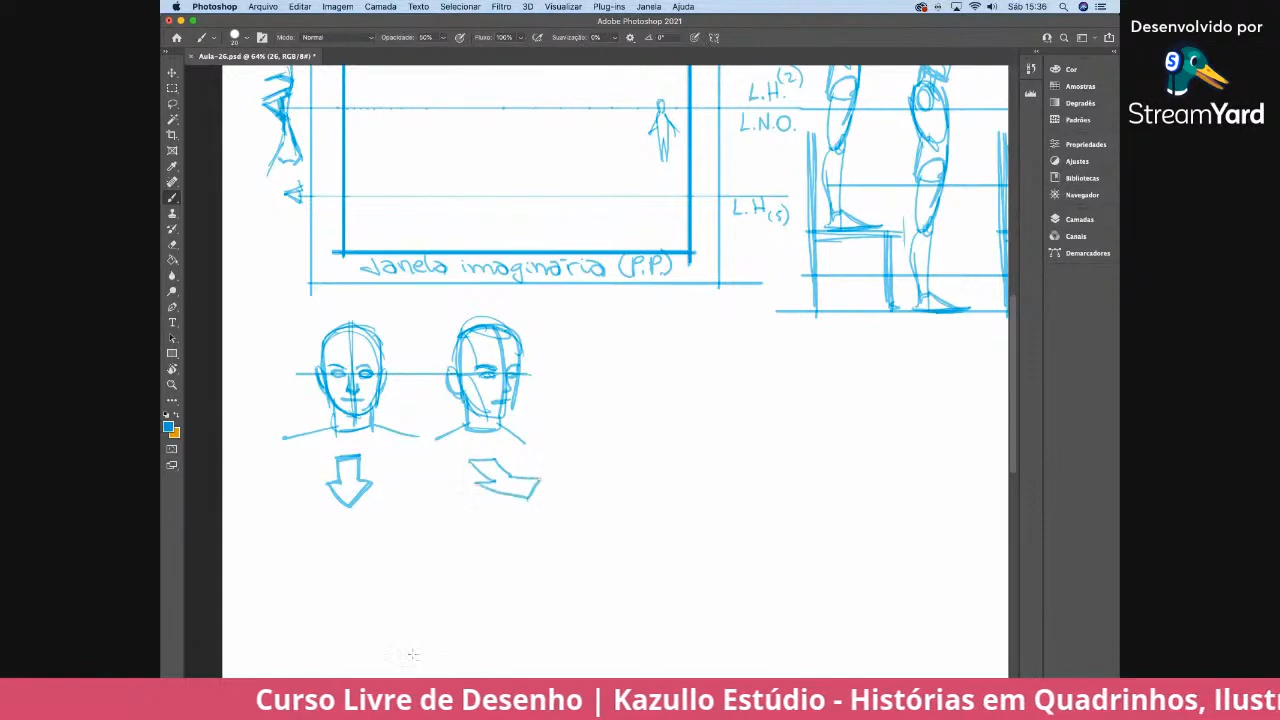 Photoshop Arquivo Editar Imagem Camada Texto Selecionar Filtro 3D Visualizar Plug-ins Janela Ajuda
Sáb 15:36
Adobe Photoshop 2021
20
Modo: Normal
Opacidade: 50%
Fluxo: 100%
Suavização: 0%
0°
Aula-26.psd @ 64% (26, RGB/8#) *
Desenvolvido por
StreamYard
Cor
Amostras
Degradês
Padrões
Propriedades
Ajustes
Bibliotecas
Navegador
Camadas
Canais
Demarcadores
L.H.(2)
L.N.O.
L.H(5)
Janela imaginária (P.P.)
Curso Livre de Desenho | Kazullo Estúdio - Histórias em Quadrinhos, Ilust